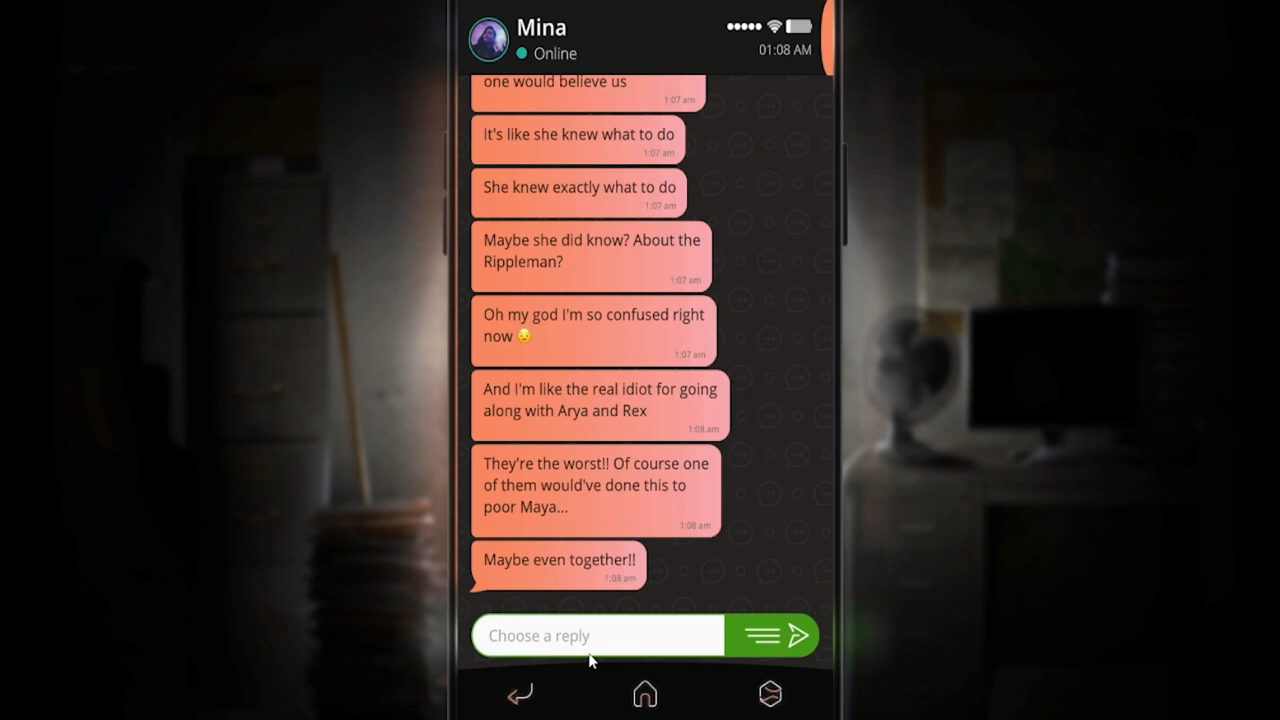 Mina
Online
01:08 AM
one would believe us
1:07 am
It's like she knew what to do
1:07 am
She knew exactly what to do
1:07 am
Maybe she did know? About the
Rippleman?
1:07 am
Oh my god I'm so confused right
now 😥
1:07 am
And I'm like the real idiot for going
along with Arya and Rex
1:08 am
They're the worst!! Of course one
of them would've done this to
poor Maya...
1:08 am
Maybe even together!!
1:08 am
Choose a reply